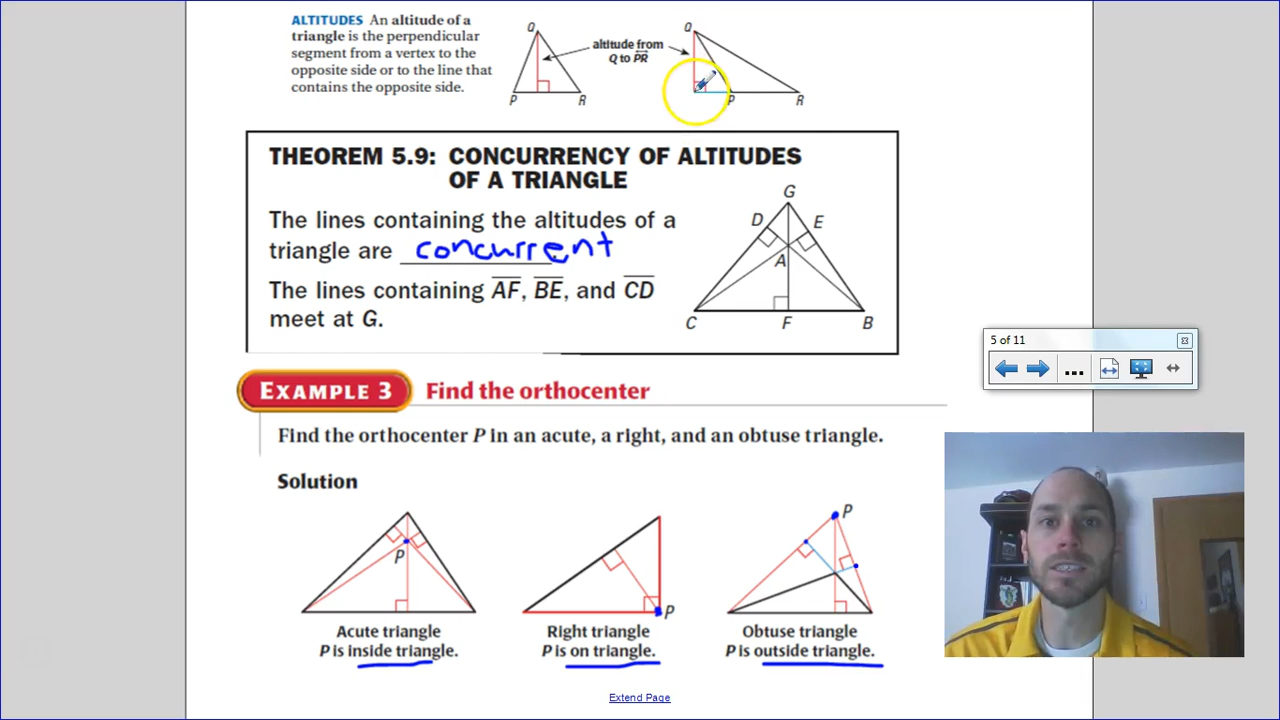 ALTITUDES An altitude of a
triangle is the perpendicular
segment from a vertex to the
opposite side or to the line that
contains the opposite side.
Q
P
R
altitude from
Q to PR
Q
P
R
THEOREM 5.9: CONCURRENCY OF ALTITUDES
OF A TRIANGLE
The lines containing the altitudes of a
triangle are concurrent
The lines containing AF, BE, and CD
meet at G.
G
D
E
A
C
F
B
5 of 11
...
EXAMPLE 3 Find the orthocenter
Find the orthocenter P in an acute, a right, and an obtuse triangle.
Solution
P
Acute triangle
P is inside triangle.
P
Right triangle
P is on triangle.
P
Obtuse triangle
P is outside triangle.
Extend Page